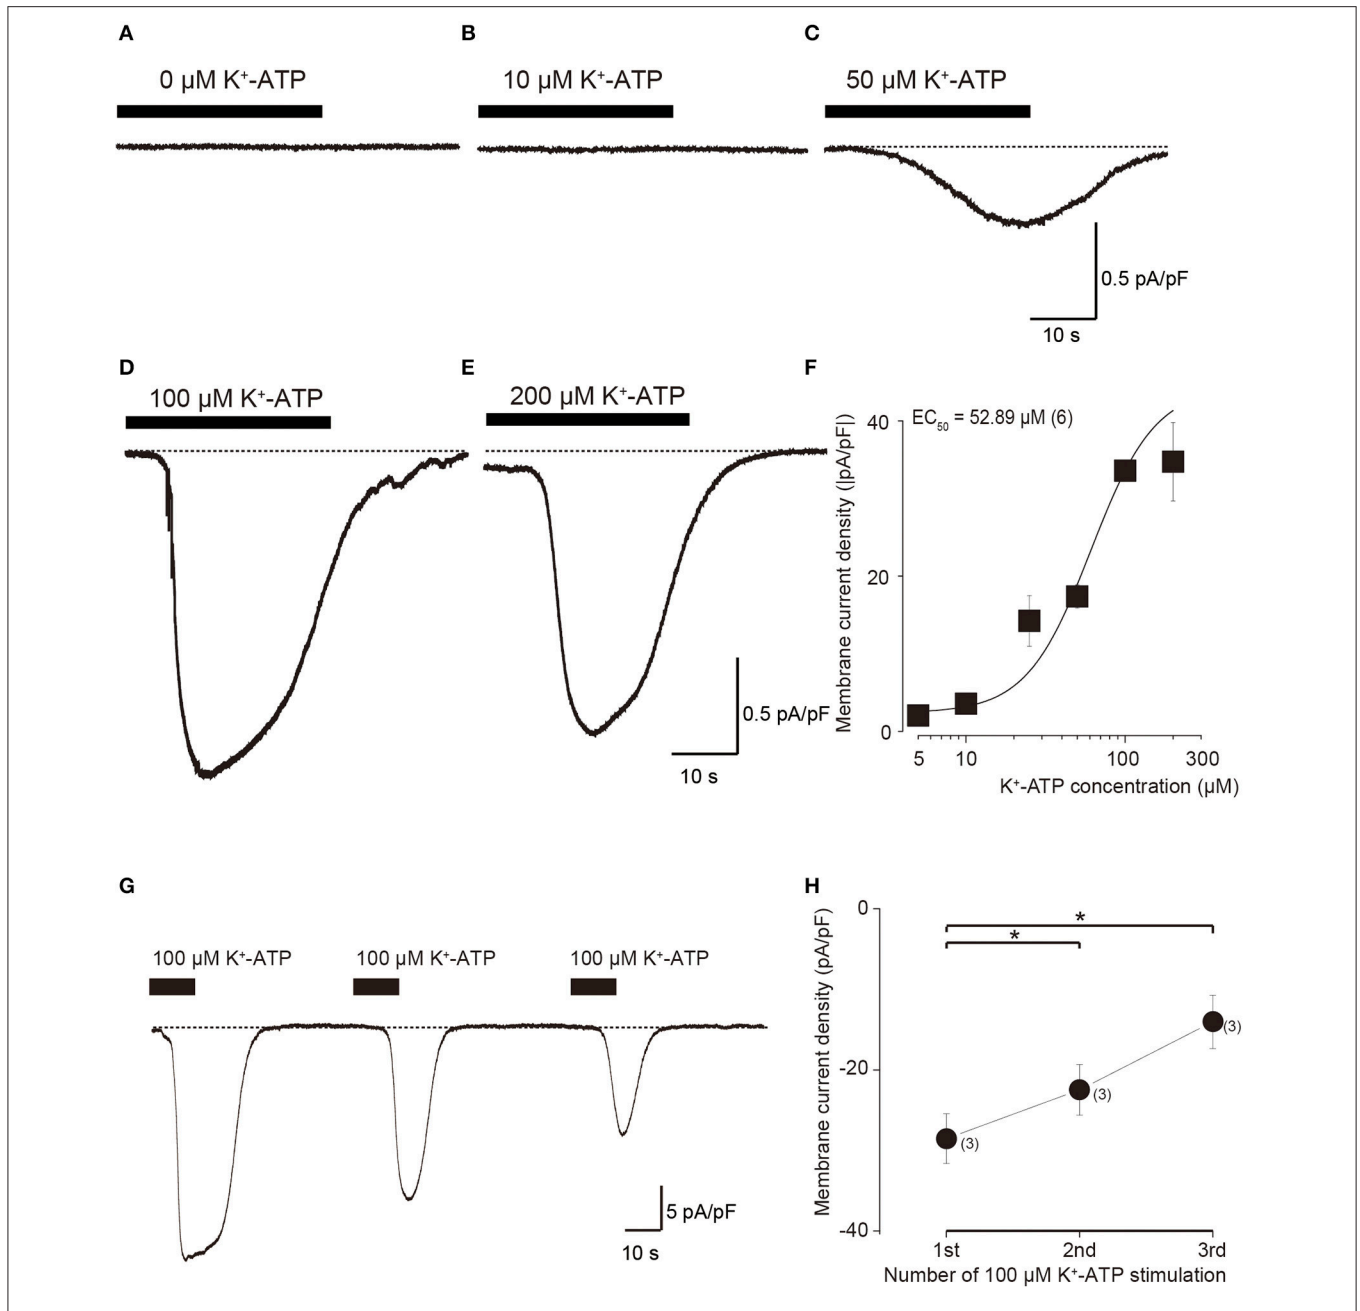 A
B
C
0 µM K⁺-ATP
10 µM K⁺-ATP
50 µM K⁺-ATP
0.5 pA/pF
10 s
D
E
F
100 µM K⁺-ATP
200 µM K⁺-ATP
0.5 pA/pF
10 s
Membrane current density (|pA/pF|)
EC₅₀ = 52.89 µM (6)
40
20
0
5
10
100
300
K⁺-ATP concentration (µM)
G
H
100 µM K⁺-ATP
100 µM K⁺-ATP
100 µM K⁺-ATP
5 pA/pF
10 s
Membrane current density (pA/pF)
0
-20
-40
*
*
(3)
(3)
(3)
1st
2nd
3rd
Number of 100 µM K⁺-ATP stimulation